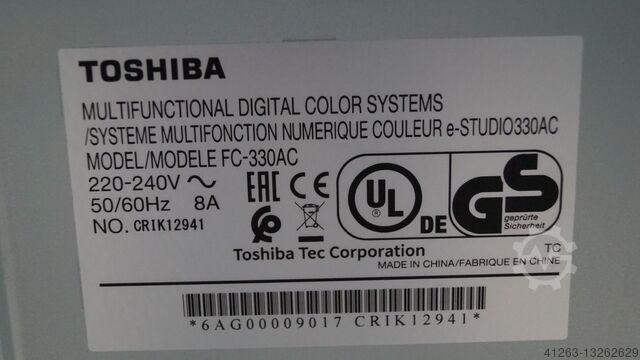 TOSHIBA
MULTIFUNCTIONAL DIGITAL COLOR SYSTEMS
/SYSTEME MULTIFONCTION NUMERIQUE COULEUR e-STUDIO330AC
MODEL/MODELE FC-330AC
220-240V ~
50/60Hz 8A
NO. CRIK12941
EAC CE
UL DE
GS
geprüfte
Sicherheit
Toshiba Tec Corporation
TC
MADE IN CHINA/FABRIQUE EN CHINE
*6AG00009017 CRIK12941*
41263-13262629